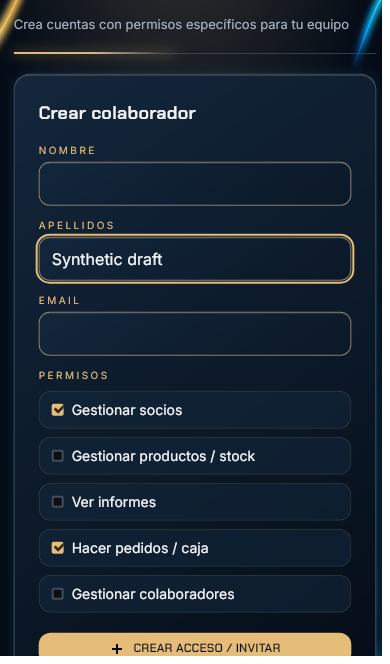 Crea cuentas con permisos específicos para tu equipo
Crear colaborador
NOMBRE
APELLIDOS
Synthetic draft
EMAIL
PERMISOS
Gestionar socios
Gestionar productos / stock
Ver informes
Hacer pedidos / caja
Gestionar colaboradores
+ CREAR ACCESO / INVITAR